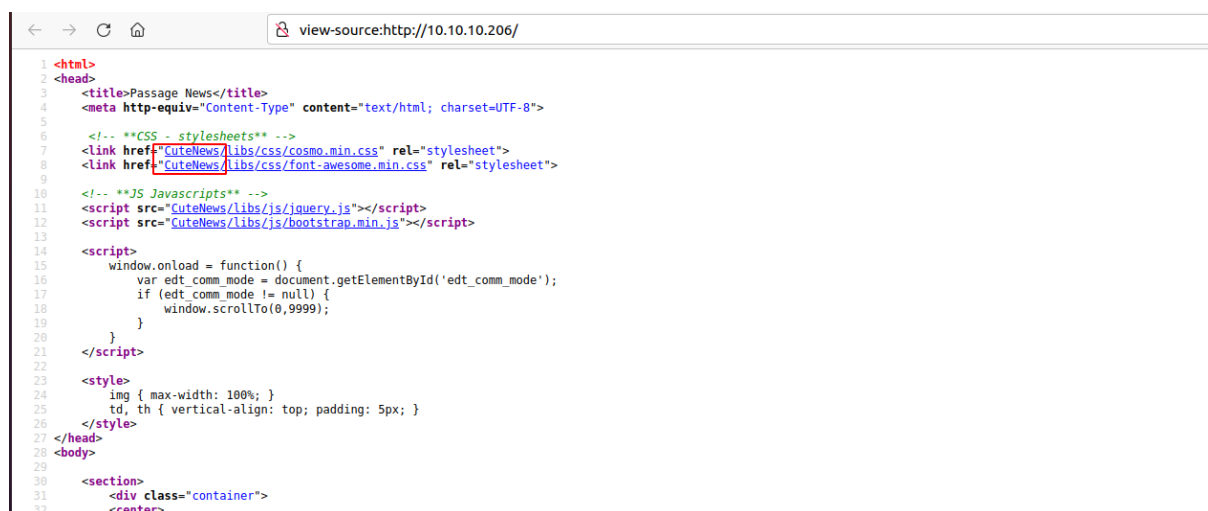 view-source:http://10.10.10.206/
1 <html>
2 <head>
3 <title>Passage News</title>
4 <meta http-equiv="Content-Type" content="text/html; charset=UTF-8">
5
6 <!-- **CSS - stylesheets** -->
7 <link href="CuteNews/libs/css/cosmo.min.css" rel="stylesheet">
8 <link href="CuteNews/libs/css/font-awesome.min.css" rel="stylesheet">
9
10 <!-- **JS Javascripts** -->
11 <script src="CuteNews/libs/js/jquery.js"></script>
12 <script src="CuteNews/libs/js/bootstrap.min.js"></script>
13
14 <script>
15 window.onload = function() {
16 var edt_comm_mode = document.getElementById('edt_comm_mode');
17 if (edt_comm_mode != null) {
18 window.scrollTo(0,9999);
19 }
20 }
21 </script>
22
23 <style>
24 img { max-width: 100%; }
25 td, th { vertical-align: top; padding: 5px; }
26 </style>
27 </head>
28 <body>
29
30 <section>
31 <div class="container">
32 <center>